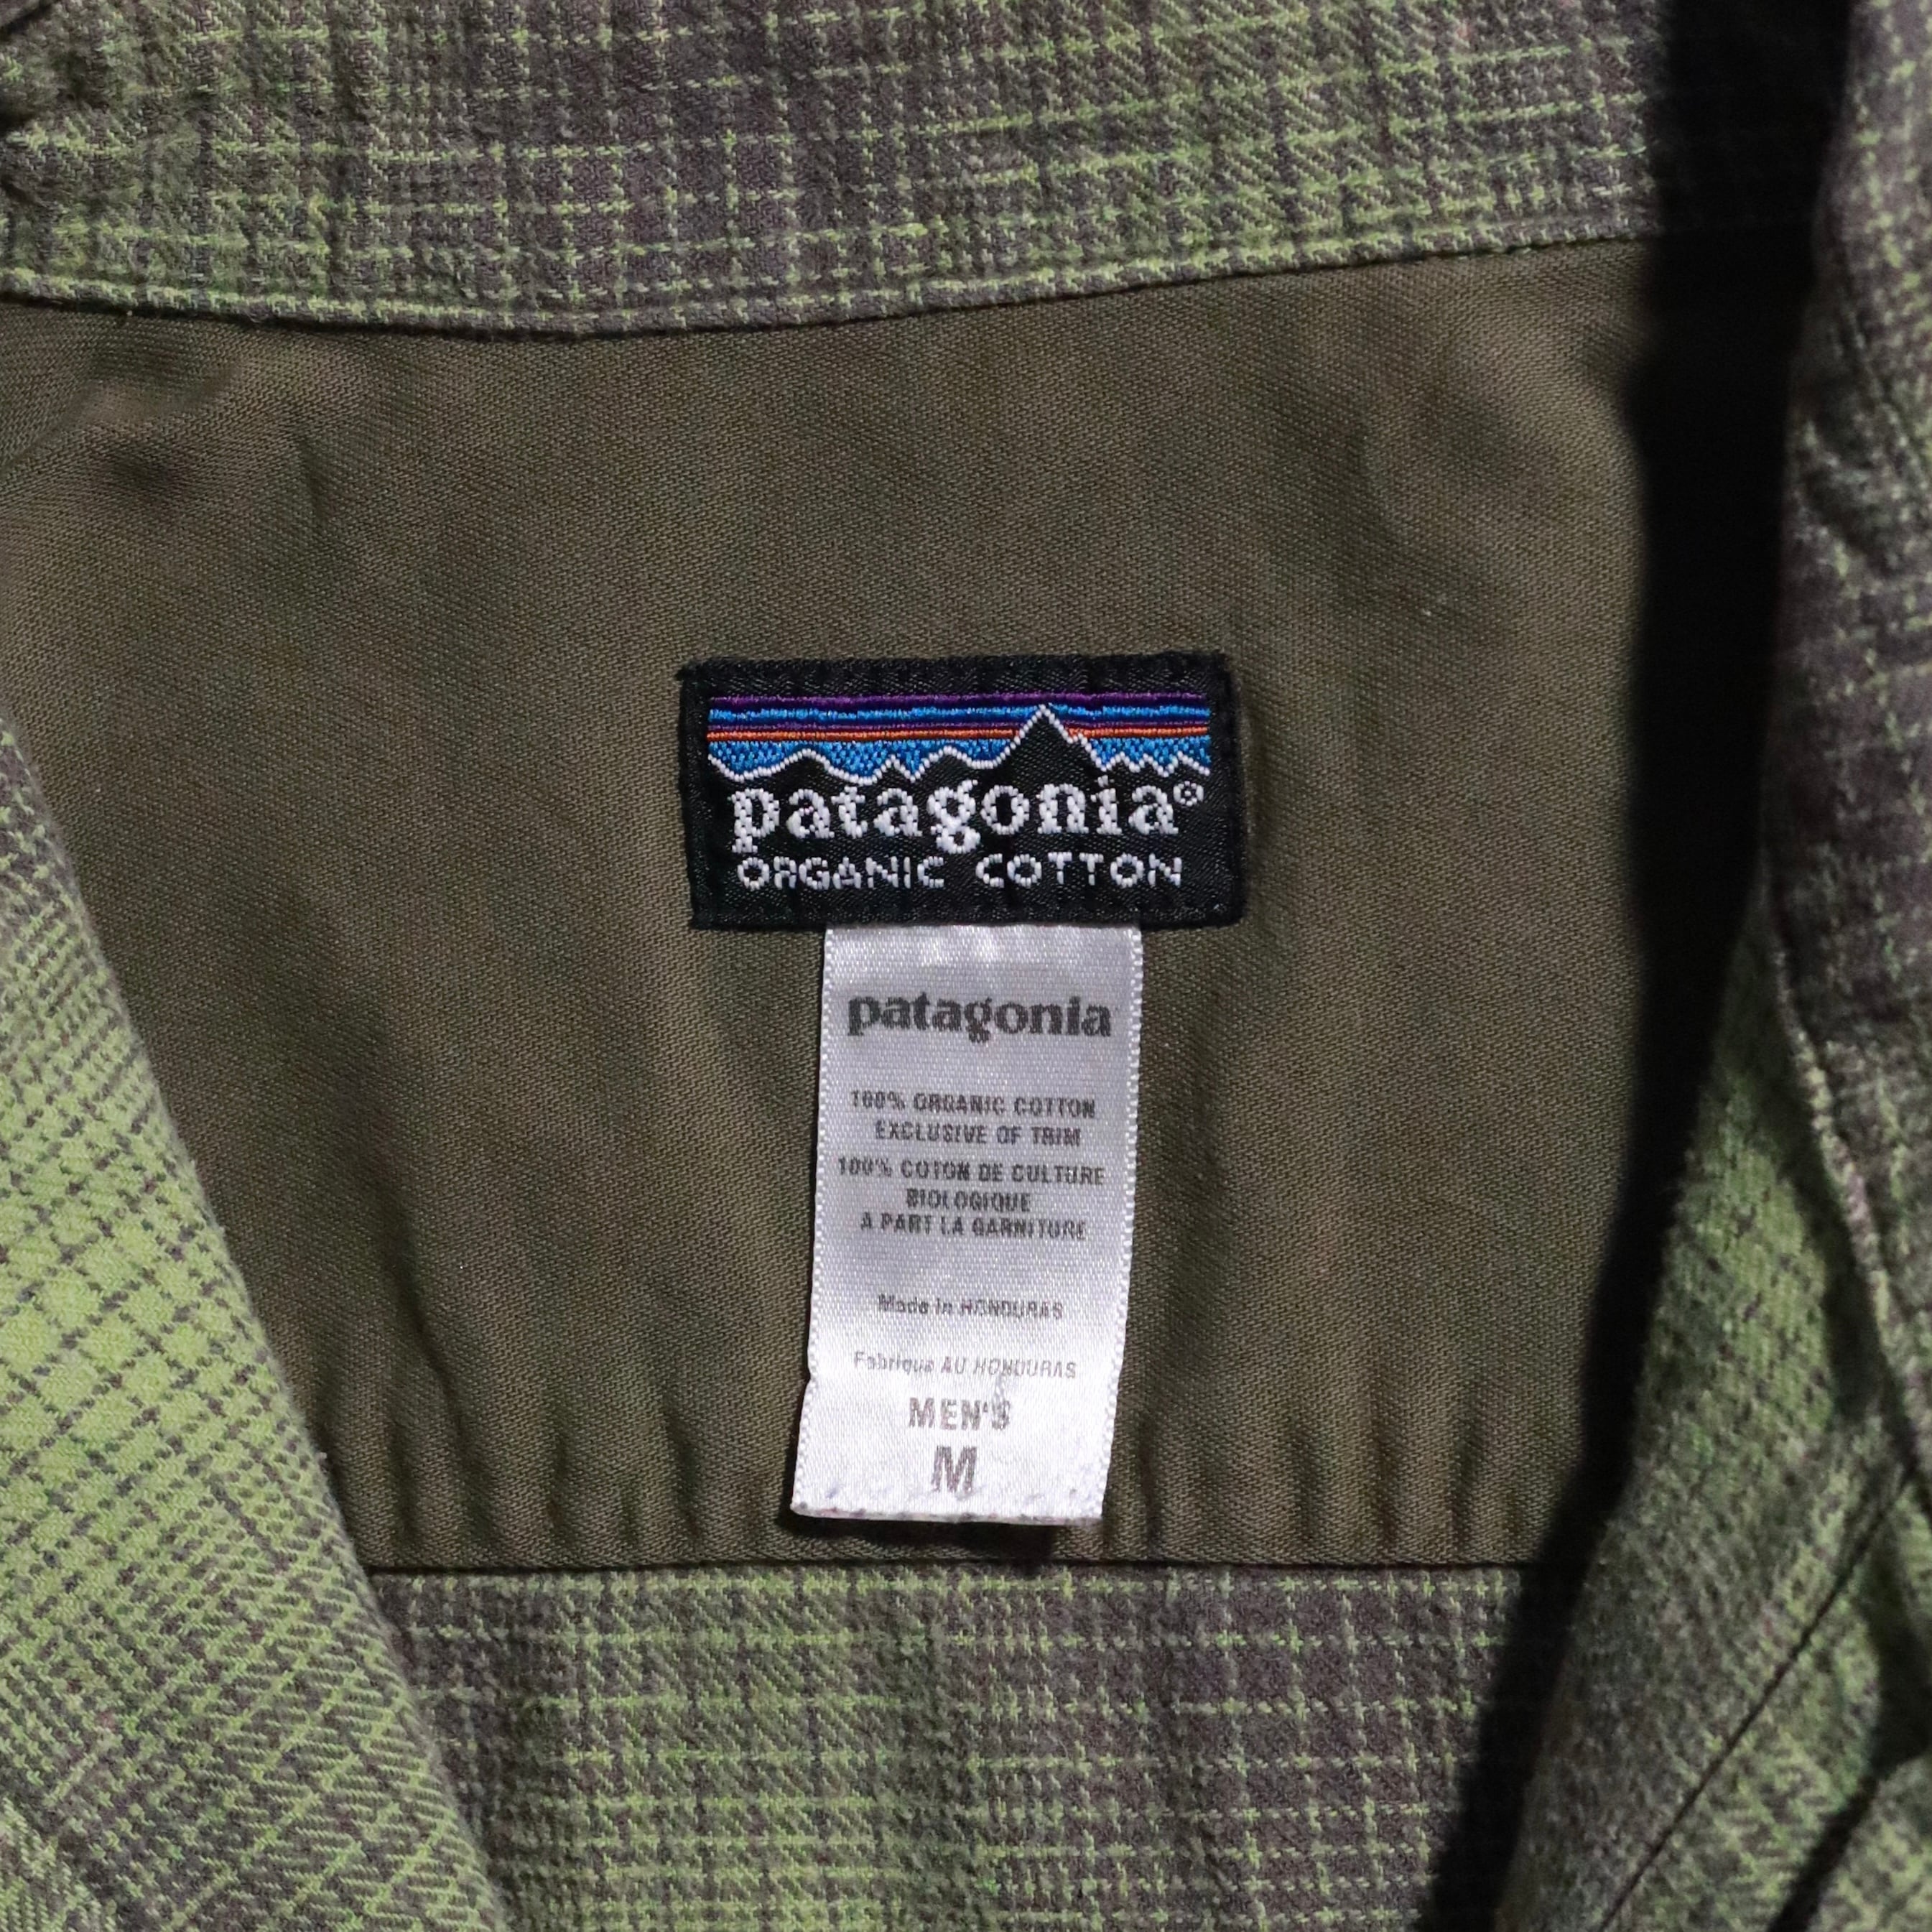 patagonia®
ORGANIC COTTON
patagonia
100% ORGANIC COTTON
EXCLUSIVE OF TRIM
100% COTON DE CULTURE
BIOLOGIQUE
A PART LA GARNITURE
Made in HONDURAS
Fabrique AU HONDURAS
MEN'S
M